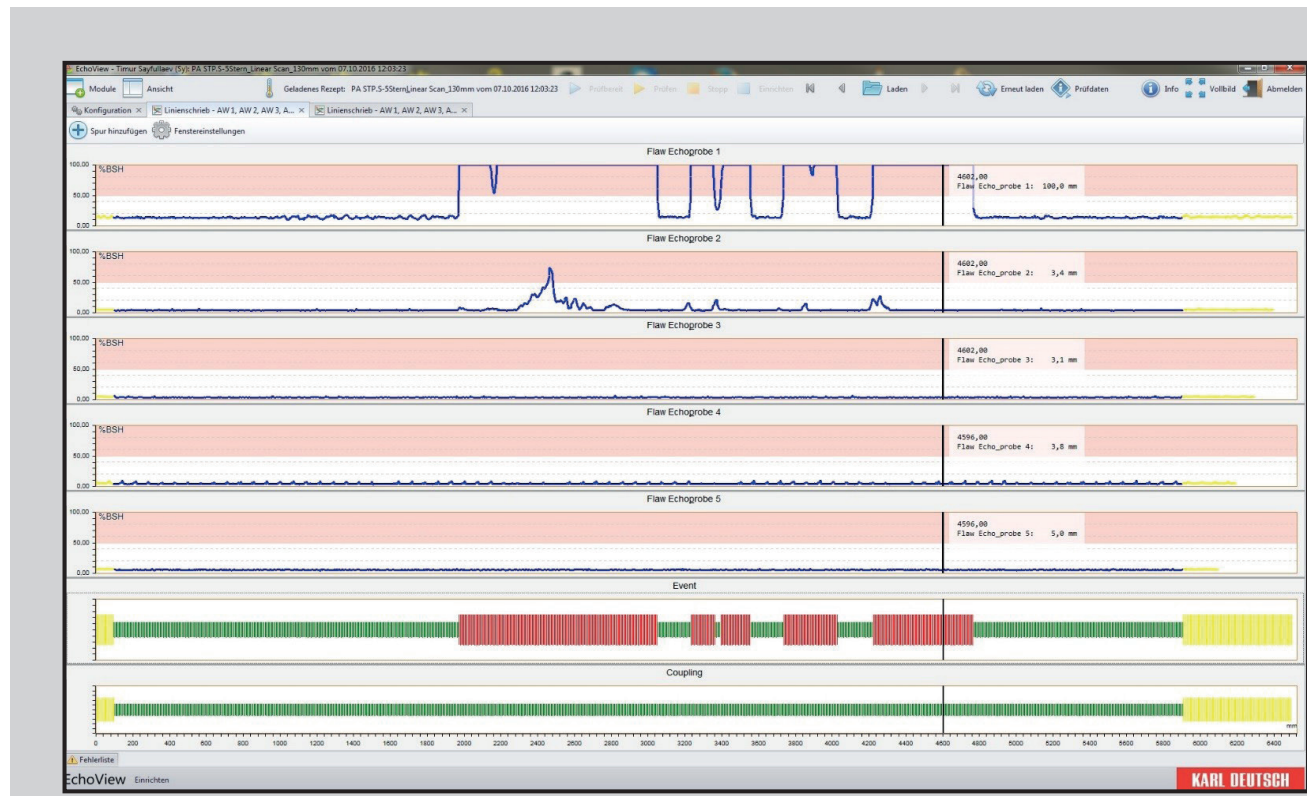 EchoView - Timur Sayfullaev (Sy): PA STP.S-5Stern_Linear Scan_130mm vom 07.10.2016 12:03:23
Module Ansicht Geladenes Rezept: PA STP.S-5Stern_Linear Scan_130mm vom 07.10.2016 12:03:23 Prüfbereit Prüfen Stopp Einrichten Laden Erneut laden Prüfdaten Info Vollbild Abmelden
Konfiguration × Linienschrieb - AW 1, AW 2, AW 3, A... × Linienschrieb - AW 1, AW 2, AW 3, A... ×
Spur hinzufügen Fenstereinstellungen
Flaw Echoprobe 1
100,00 %BSH
50,00
0,00
4602,00
Flaw Echo_probe 1: 100,0 mm
Flaw Echoprobe 2
100,00 %BSH
50,00
0,00
4602,00
Flaw Echo_probe 2: 3,4 mm
Flaw Echoprobe 3
100,00 %BSH
50,00
0,00
4602,00
Flaw Echo_probe 3: 3,1 mm
Flaw Echoprobe 4
100,00 %BSH
50,00
0,00
4596,00
Flaw Echo_probe 4: 3,8 mm
Flaw Echoprobe 5
100,00 %BSH
50,00
0,00
4596,00
Flaw Echo_probe 5: 5,0 mm
Event
Coupling
mm
0 200 400 600 800 1000 1200 1400 1600 1800 2000 2200 2400 2600 2800 3000 3200 3400 3600 3800 4000 4200 4400 4600 4800 5000 5200 5400 5600 5800 6000 6200 6400
Fehlerliste
EchoView Einrichten
KARL DEUTSCH